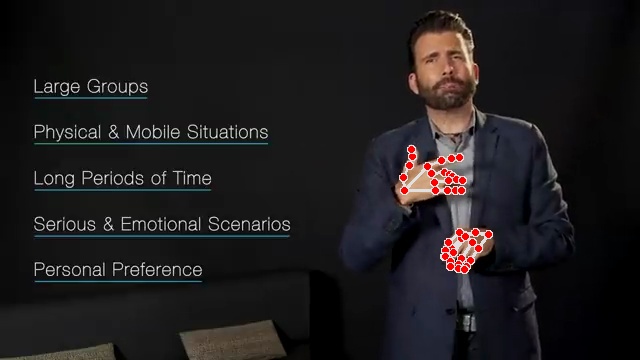 Large Groups
Physical & Mobile Situations
Long Periods of Time
Serious & Emotional Scenarios
Personal Preference